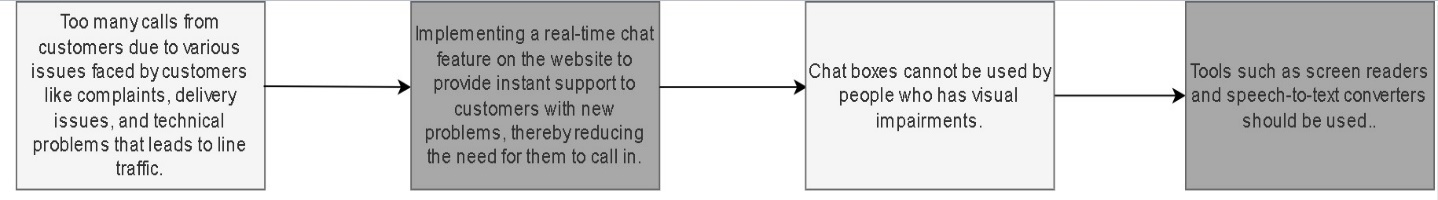 Too many calls from
customers due to various
issues faced by customers
like complaints, delivery
issues, and technical
problems that leads to line
traffic.
Implementing a real-time chat
feature on the website to
provide instant support to
customers with new
problems, thereby reducing
the need for them to call in.
Chat boxes cannot be used by
people who has visual
impairments.
Tools such as screen readers
and speech-to-text converters
should be used..